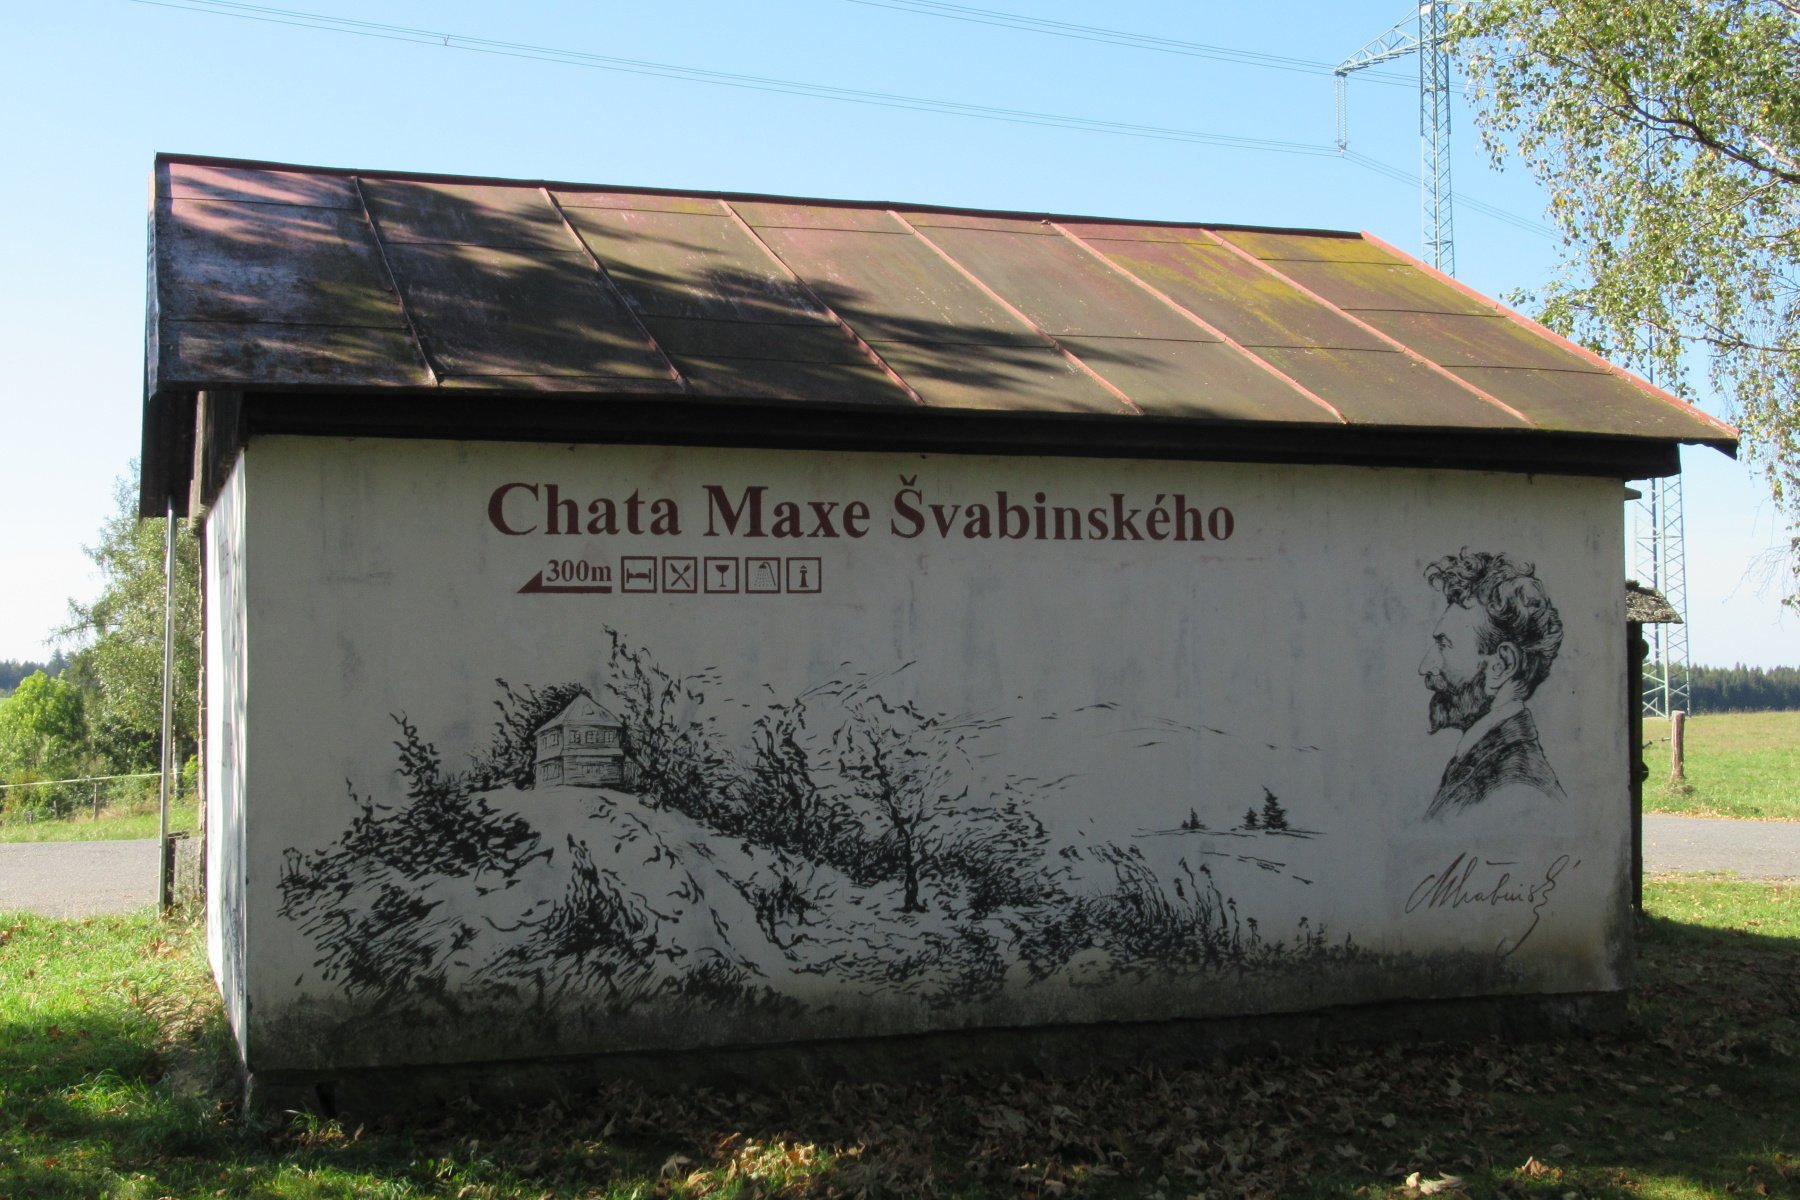 Chata Maxe Švabinského
300m